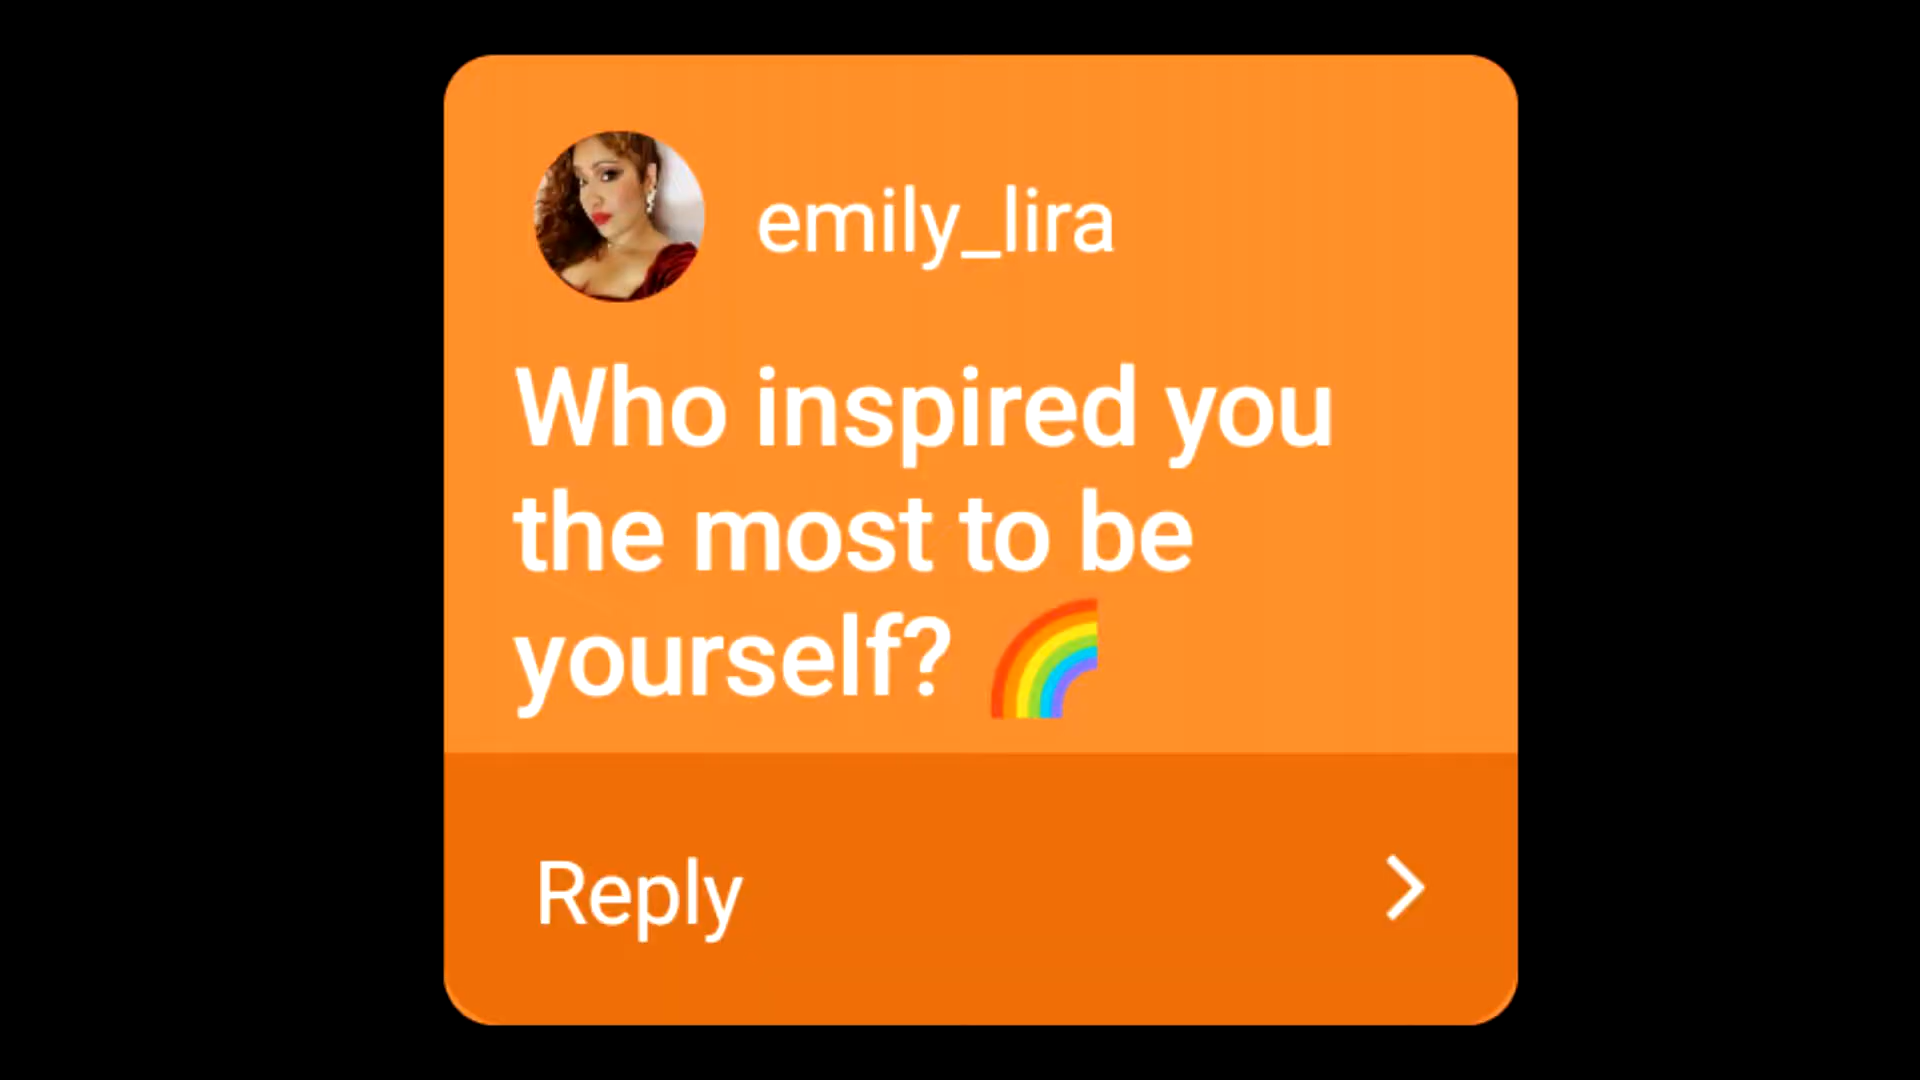 emily_lira
Who inspired you
the most to be
yourself? 🌈
Reply